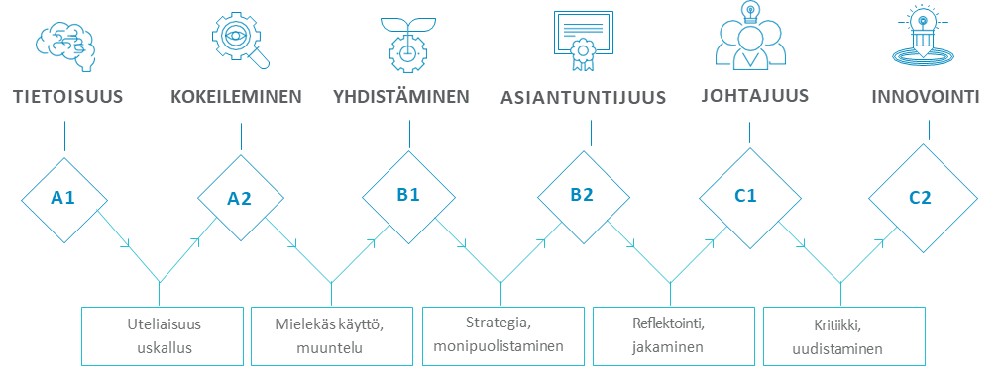 TIETOISUUS
KOKEILEMINEN
YHDISTÄMINEN
ASIANTUNTIJUUS
JOHTAJUUS
INNOVOINTI
A1
A2
B1
B2
C1
C2
Uteliaisuus
uskallus
Mielekäs käyttö,
muuntelu
Strategia,
monipuolistaminen
Reflektointi,
jakaminen
Kritiikki,
uudistaminen